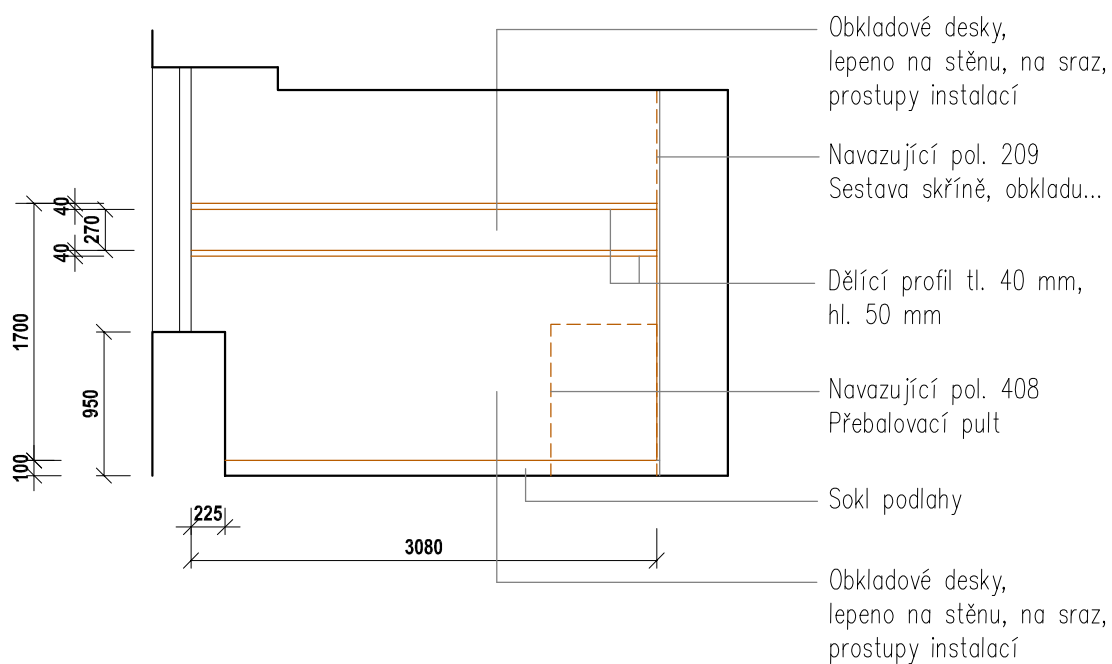 Obkladové desky,
lepeno na stěnu, na sraz,
prostupy instalací
Navazující pol. 209
Sestava skříně, obkladu...
Dělící profil tl. 40 mm,
hl. 50 mm
Navazující pol. 408
Přebalovací pult
Sokl podlahy
Obkladové desky,
lepeno na stěnu, na sraz,
prostupy instalací
40
270
40
1700
950
100
225
3080